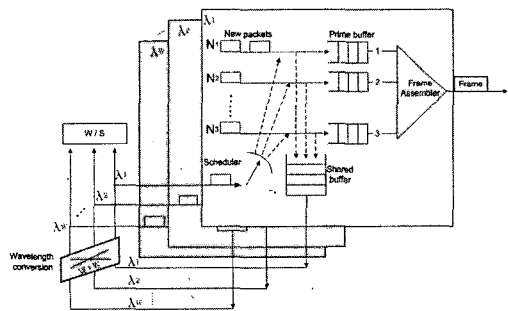 λ1
New packets
Prime buffer
λ2
λW
N1
1
N2
2
Frame Assembler
Frame
N3
3
W / S
Scheduler
Shared buffer
λ1
λ2
λW
Wavelength conversion
λ1
λ2
λW